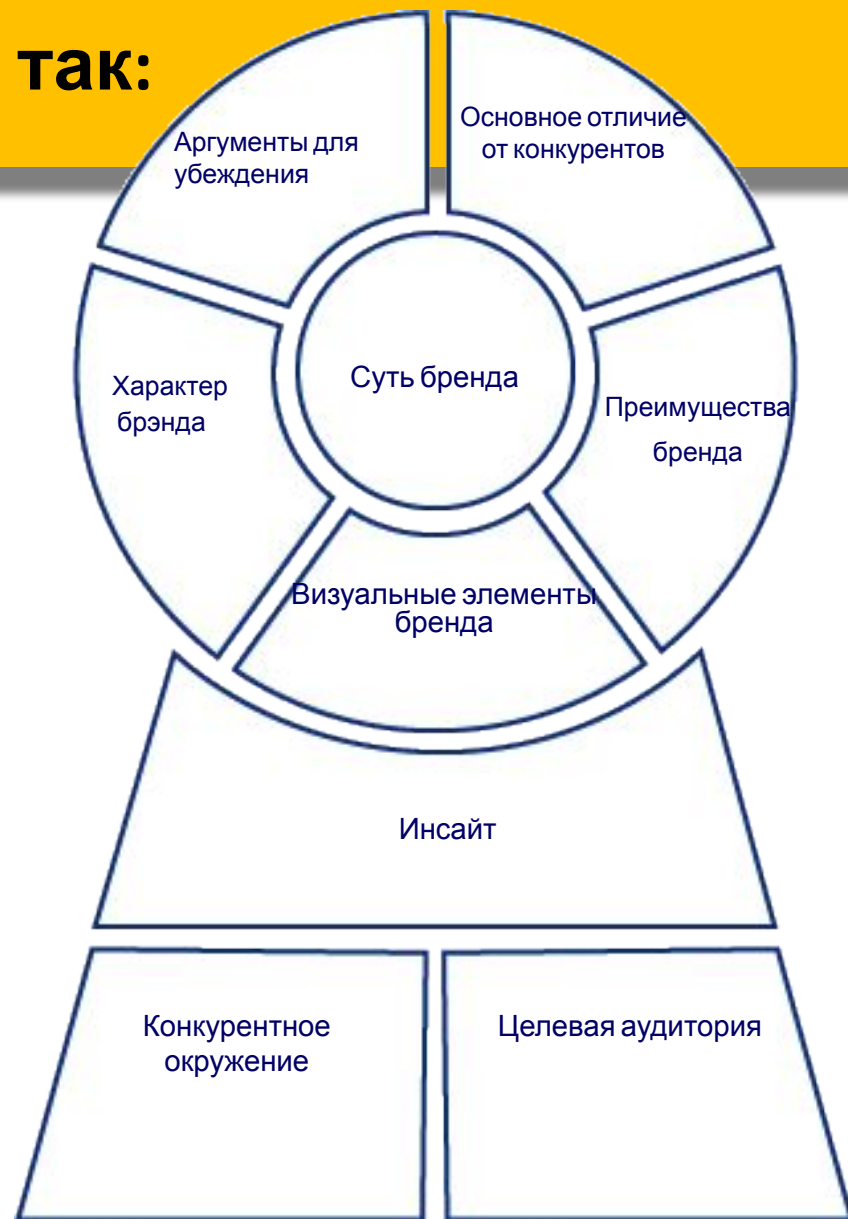 так:
Аргументы для
убеждения
Основное отличие
от конкурентов
Характер
брэнда
Суть бренда
Преимущества
бренда
Визуальные элементы
бренда
Инсайт
Конкурентное
окружение
Целевая аудитория